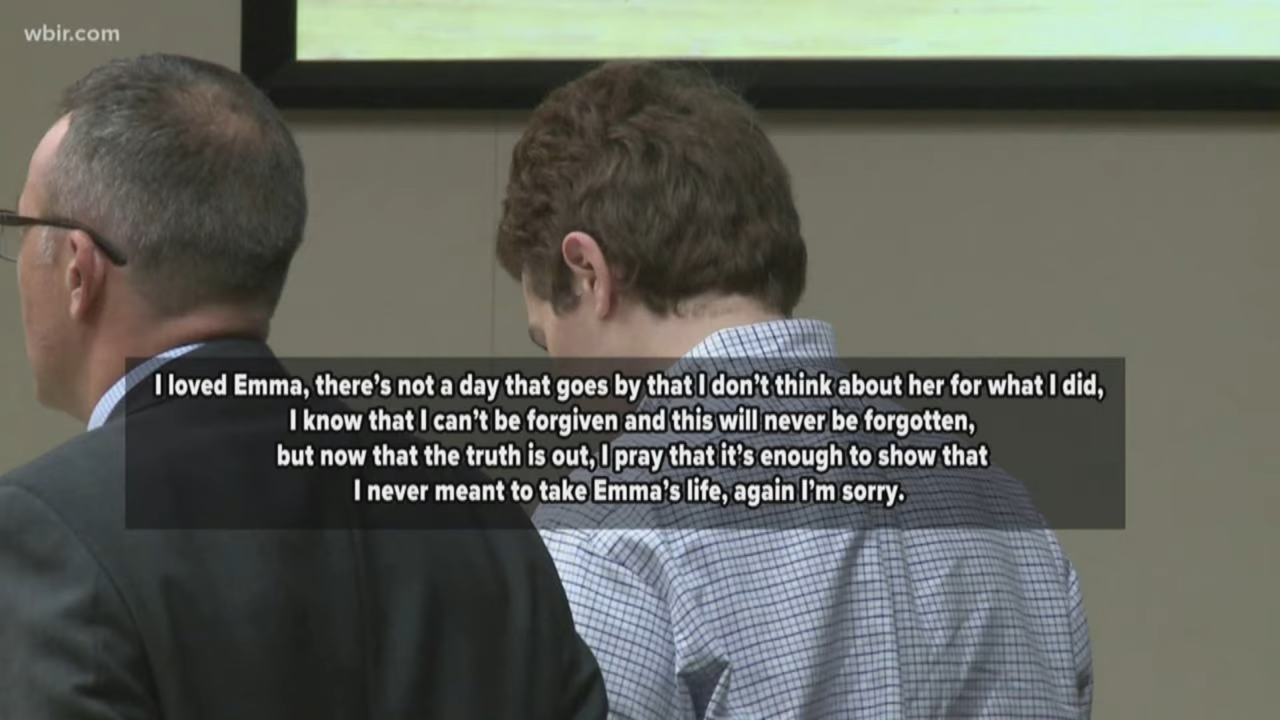 wbir.com
I loved Emma, there's not a day that goes by that I don't think about her for what I did,
I know that I can't be forgiven and this will never be forgotten,
but now that the truth is out, I pray that it's enough to show that
I never meant to take Emma's life, again I'm sorry.